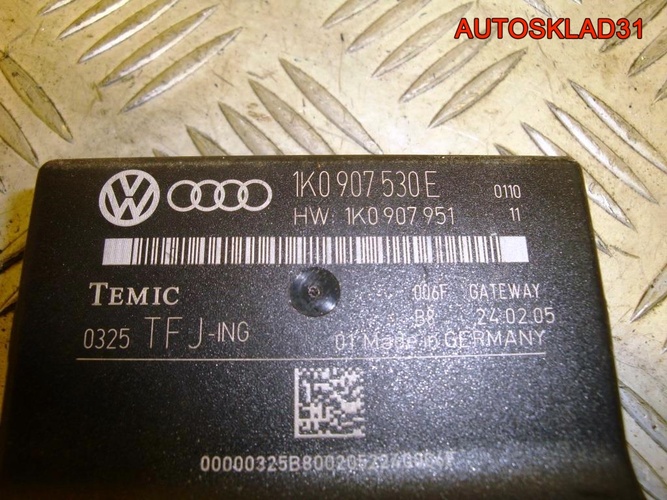 AUTOSKLAD31
1K0 907 530 E 0110
HW: 1K0 907 951 11
TEMIC 006F GATEWAY
B8 24.02.05
0325 TFJ-ING 01 Made in GERMANY